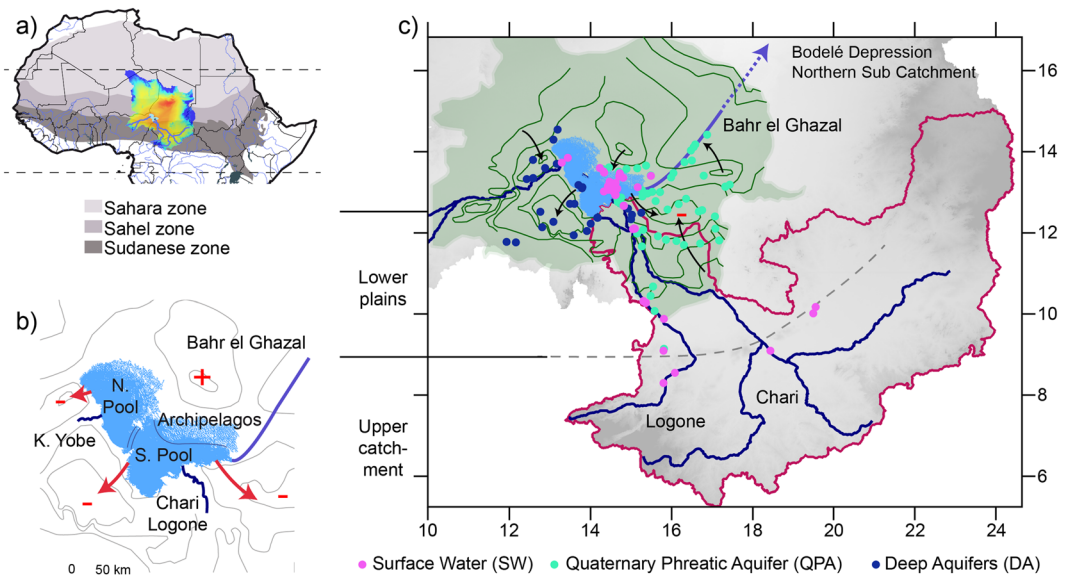 a)
Sahara zone
Sahel zone
Sudanese zone
b)
Bahr el Ghazal
+
-
N.
Pool
Archipelagos
K. Yobe
S. Pool
-
-
Chari
Logone
0 50 km
c)
Bodelé Depression
Northern Sub Catchment
Bahr el Ghazal
-
Lower
plains
Upper
catch-
ment
Logone
Chari
16
14
12
10
8
6
10 12 14 16 18 20 22 24
Surface Water (SW) Quaternary Phreatic Aquifer (QPA) Deep Aquifers (DA)